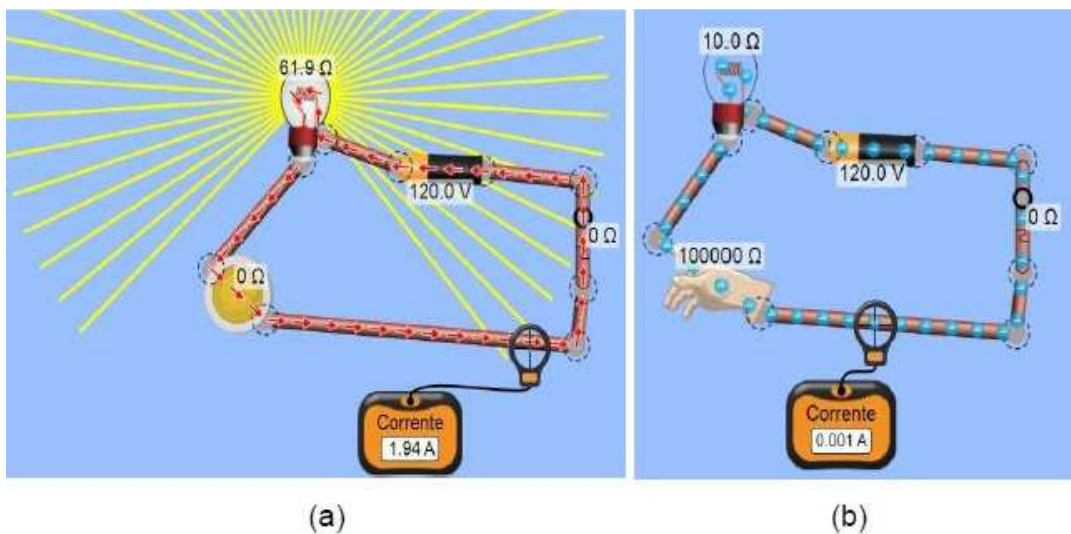 61.9 Ω
120.0 V
0 Ω
0 Ω
Corrente
1.94 A
(a)
10.0 Ω
120.0 V
0 Ω
100000 Ω
Corrente
0.001 A
(b)